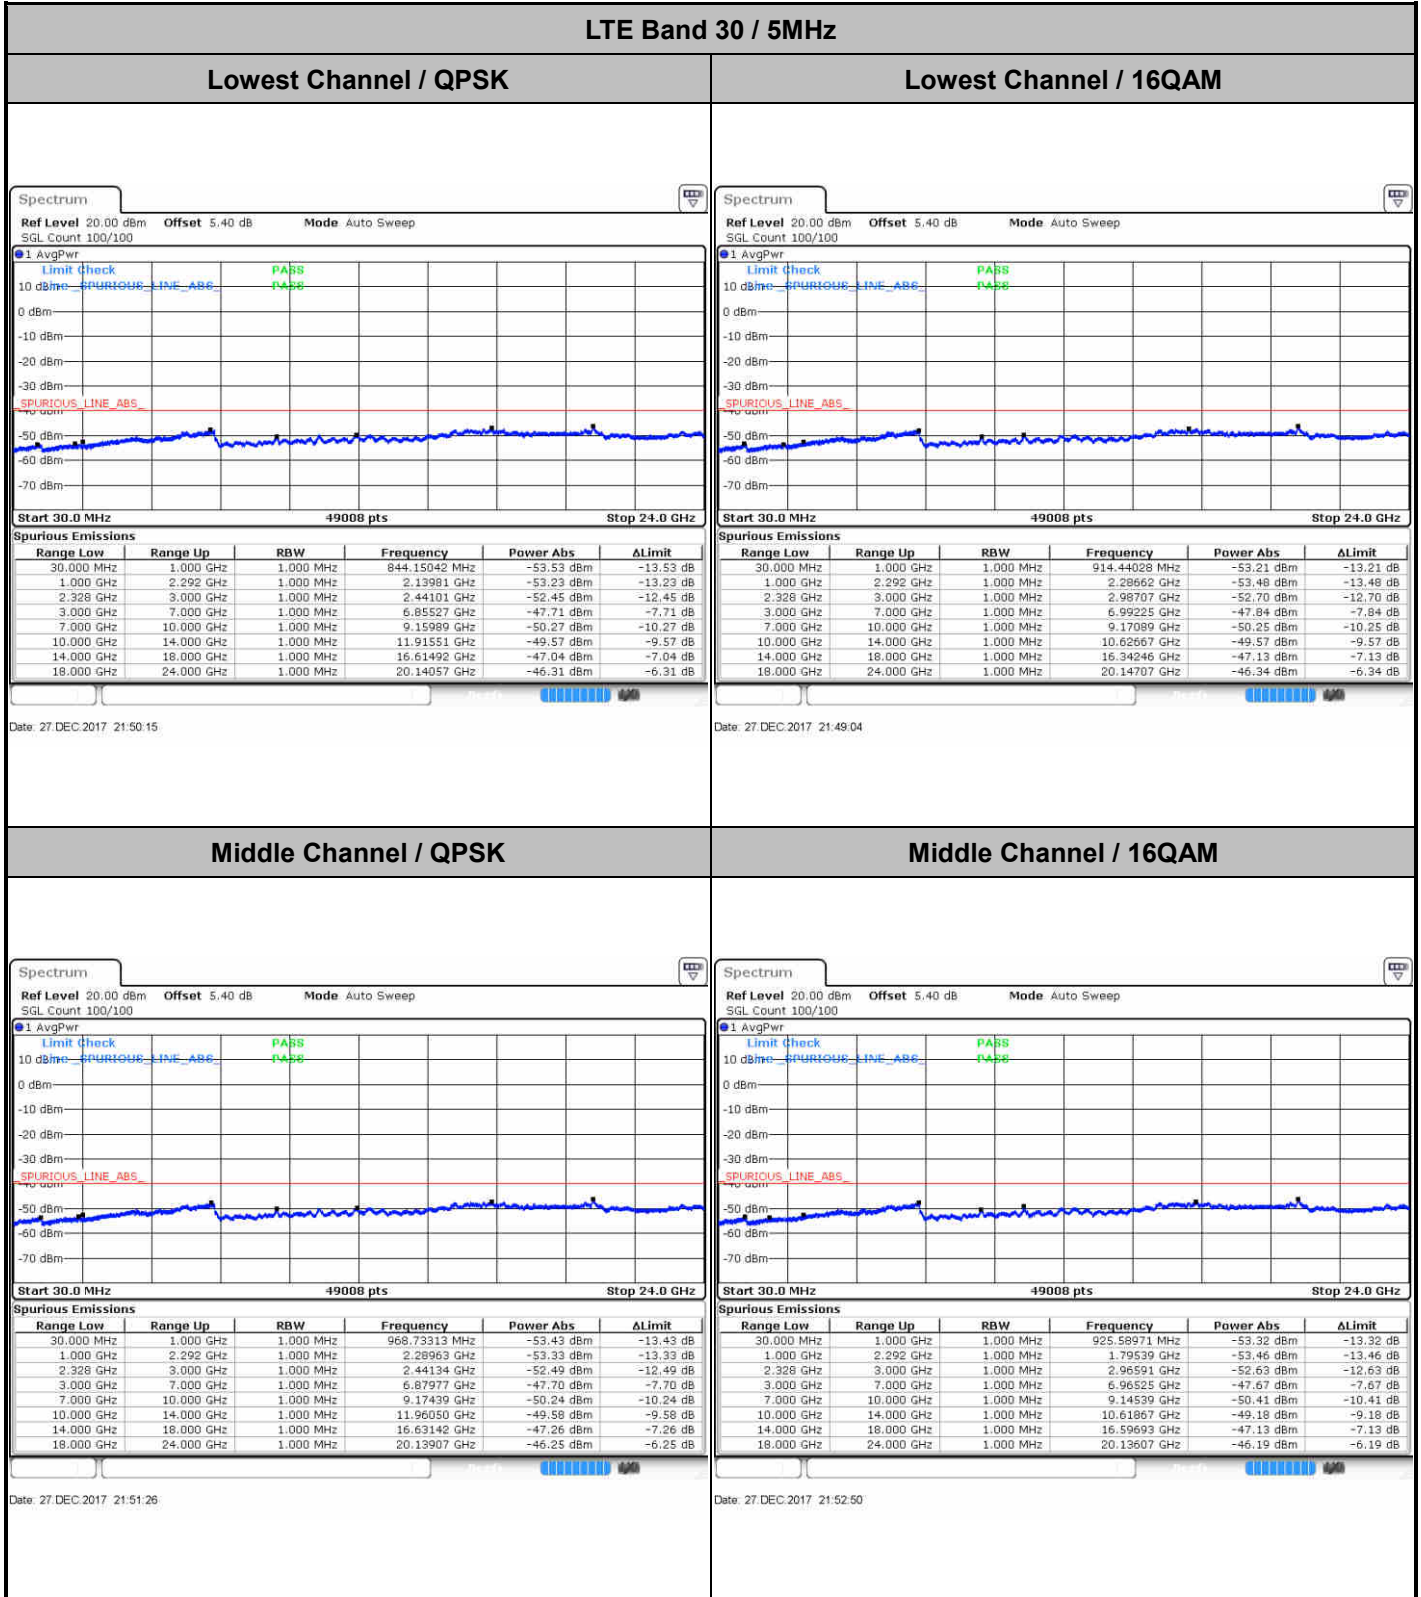 LTE Band 30 / 5MHz
Lowest Channel / QPSK
Lowest Channel / 16QAM
Spectrum
Ref Level 20.00 dBm Offset 5.40 dB Mode Auto Sweep
SGL Count 100/100
1 AvgPwr
Limit Check PASS
10 dBm Line _SPURIOUS_LINE_ABS_ PASS
0 dBm
-10 dBm
-20 dBm
-30 dBm
_SPURIOUS_LINE_ABS_
-40 dBm
-50 dBm
-60 dBm
-70 dBm
Start 30.0 MHz 49008 pts Stop 24.0 GHz
Spurious Emissions
Range Low Range Up RBW Frequency Power Abs ΔLimit
30.000 MHz 1.000 GHz 1.000 MHz 844.15042 MHz -53.53 dBm -13.53 dB
1.000 GHz 2.292 GHz 1.000 MHz 2.13981 GHz -53.23 dBm -13.23 dB
2.328 GHz 3.000 GHz 1.000 MHz 2.44101 GHz -52.45 dBm -12.45 dB
3.000 GHz 7.000 GHz 1.000 MHz 6.85527 GHz -47.71 dBm -7.71 dB
7.000 GHz 10.000 GHz 1.000 MHz 9.15989 GHz -50.27 dBm -10.27 dB
10.000 GHz 14.000 GHz 1.000 MHz 11.91551 GHz -49.57 dBm -9.57 dB
14.000 GHz 18.000 GHz 1.000 MHz 16.61492 GHz -47.04 dBm -7.04 dB
18.000 GHz 24.000 GHz 1.000 MHz 20.14057 GHz -46.31 dBm -6.31 dB
Date: 27.DEC.2017 21:50:15
Spectrum
Ref Level 20.00 dBm Offset 5.40 dB Mode Auto Sweep
SGL Count 100/100
1 AvgPwr
Limit Check PASS
10 dBm Line _SPURIOUS_LINE_ABS_ PASS
0 dBm
-10 dBm
-20 dBm
-30 dBm
_SPURIOUS_LINE_ABS_
-40 dBm
-50 dBm
-60 dBm
-70 dBm
Start 30.0 MHz 49008 pts Stop 24.0 GHz
Spurious Emissions
Range Low Range Up RBW Frequency Power Abs ΔLimit
30.000 MHz 1.000 GHz 1.000 MHz 914.44028 MHz -53.21 dBm -13.21 dB
1.000 GHz 2.292 GHz 1.000 MHz 2.28662 GHz -53.48 dBm -13.48 dB
2.328 GHz 3.000 GHz 1.000 MHz 2.98707 GHz -52.70 dBm -12.70 dB
3.000 GHz 7.000 GHz 1.000 MHz 6.99225 GHz -47.84 dBm -7.84 dB
7.000 GHz 10.000 GHz 1.000 MHz 9.17089 GHz -50.25 dBm -10.25 dB
10.000 GHz 14.000 GHz 1.000 MHz 10.62667 GHz -49.57 dBm -9.57 dB
14.000 GHz 18.000 GHz 1.000 MHz 16.34246 GHz -47.13 dBm -7.13 dB
18.000 GHz 24.000 GHz 1.000 MHz 20.14707 GHz -46.34 dBm -6.34 dB
Date: 27.DEC.2017 21:49:04
Middle Channel / QPSK
Middle Channel / 16QAM
Spectrum
Ref Level 20.00 dBm Offset 5.40 dB Mode Auto Sweep
SGL Count 100/100
1 AvgPwr
Limit Check PASS
10 dBm Line _SPURIOUS_LINE_ABS_ PASS
0 dBm
-10 dBm
-20 dBm
-30 dBm
_SPURIOUS_LINE_ABS_
-40 dBm
-50 dBm
-60 dBm
-70 dBm
Start 30.0 MHz 49008 pts Stop 24.0 GHz
Spurious Emissions
Range Low Range Up RBW Frequency Power Abs ΔLimit
30.000 MHz 1.000 GHz 1.000 MHz 968.73313 MHz -53.43 dBm -13.43 dB
1.000 GHz 2.292 GHz 1.000 MHz 2.28963 GHz -53.33 dBm -13.33 dB
2.328 GHz 3.000 GHz 1.000 MHz 2.44134 GHz -52.49 dBm -12.49 dB
3.000 GHz 7.000 GHz 1.000 MHz 6.87977 GHz -47.70 dBm -7.70 dB
7.000 GHz 10.000 GHz 1.000 MHz 9.17439 GHz -50.24 dBm -10.24 dB
10.000 GHz 14.000 GHz 1.000 MHz 11.96050 GHz -49.58 dBm -9.58 dB
14.000 GHz 18.000 GHz 1.000 MHz 16.63142 GHz -47.26 dBm -7.26 dB
18.000 GHz 24.000 GHz 1.000 MHz 20.13907 GHz -46.25 dBm -6.25 dB
Date: 27.DEC.2017 21:51:26
Spectrum
Ref Level 20.00 dBm Offset 5.40 dB Mode Auto Sweep
SGL Count 100/100
1 AvgPwr
Limit Check PASS
10 dBm Line _SPURIOUS_LINE_ABS_ PASS
0 dBm
-10 dBm
-20 dBm
-30 dBm
_SPURIOUS_LINE_ABS_
-40 dBm
-50 dBm
-60 dBm
-70 dBm
Start 30.0 MHz 49008 pts Stop 24.0 GHz
Spurious Emissions
Range Low Range Up RBW Frequency Power Abs ΔLimit
30.000 MHz 1.000 GHz 1.000 MHz 925.58971 MHz -53.32 dBm -13.32 dB
1.000 GHz 2.292 GHz 1.000 MHz 1.79539 GHz -53.46 dBm -13.46 dB
2.328 GHz 3.000 GHz 1.000 MHz 2.96591 GHz -52.63 dBm -12.63 dB
3.000 GHz 7.000 GHz 1.000 MHz 6.96525 GHz -47.67 dBm -7.67 dB
7.000 GHz 10.000 GHz 1.000 MHz 9.14539 GHz -50.41 dBm -10.41 dB
10.000 GHz 14.000 GHz 1.000 MHz 10.61867 GHz -49.18 dBm -9.18 dB
14.000 GHz 18.000 GHz 1.000 MHz 16.59693 GHz -47.13 dBm -7.13 dB
18.000 GHz 24.000 GHz 1.000 MHz 20.13607 GHz -46.19 dBm -6.19 dB
Date: 27.DEC.2017 21:52:50